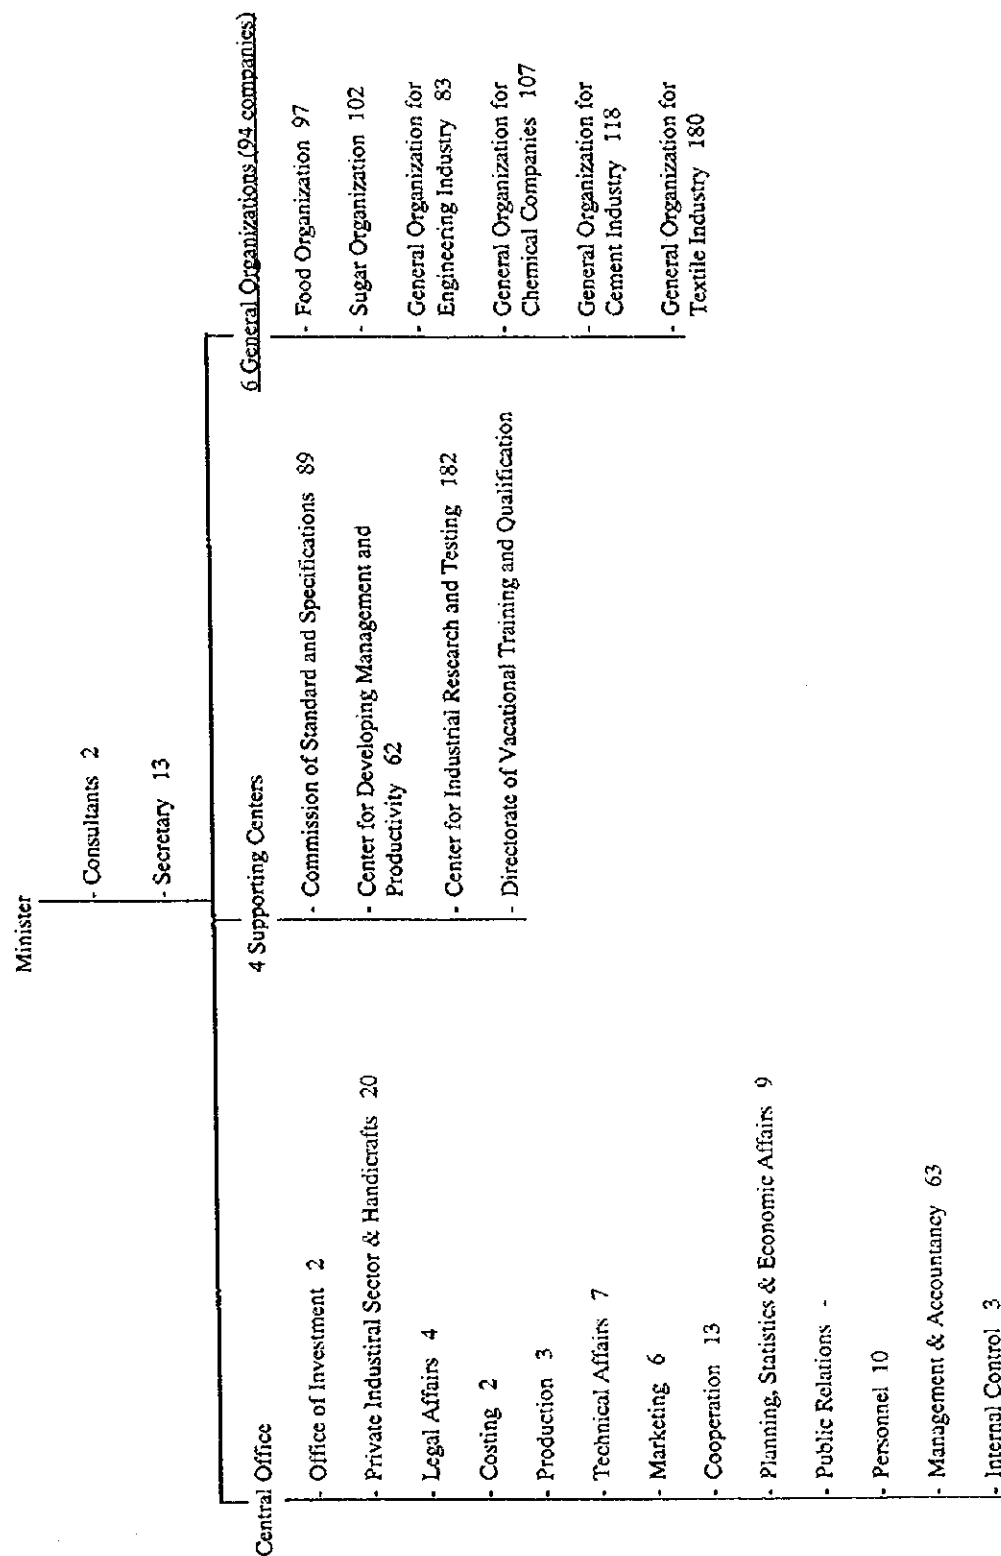 Minister
- Consultants 2
- Secretary 13
Central Office
- Office of Investment 2
- Private Industiral Sector & Handicrafts 20
- Legal Affairs 4
- Costing 2
- Production 3
- Technical Affairs 7
- Marketing 6
- Cooperation 13
- Planning, Statistics & Economic Affairs 9
- Public Relations -
- Personnel 10
- Management & Accountancy 63
- Internal Control 3
4 Supporting Centers
- Commission of Standard and Specifications 89
- Center for Developing Management and
Productivity 62
- Center for Industrial Research and Testing 182
- Directorate of Vacational Training and Qualification
6 General Organizations (94 companies)
- Food Organization 97
- Sugar Organization 102
- General Organization for
Engineering Industry 83
- General Organization for
Chemical Companies 107
- General Organization for
Cement Industry 118
- General Organization for
Textile Industry 180